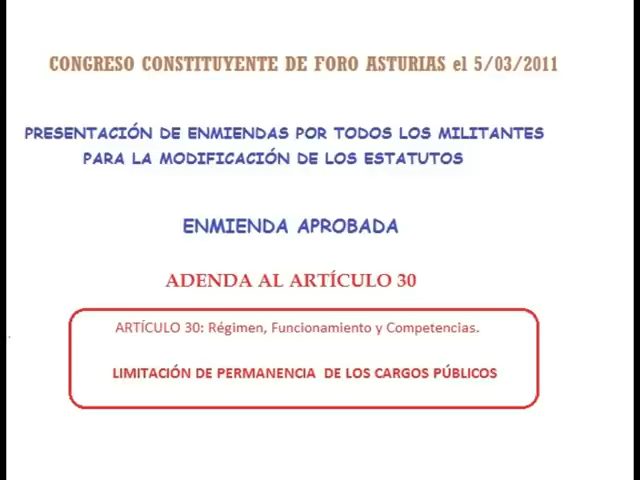 CONGRESO CONSTITUYENTE DE FORO ASTURIAS el 5/03/2011
PRESENTACIÓN DE ENMIENDAS POR TODOS LOS MILITANTES
PARA LA MODIFICACIÓN DE LOS ESTATUTOS
ENMIENDA APROBADA
ADENDA AL ARTÍCULO 30
ARTÍCULO 30: Régimen, Funcionamiento y Competencias.
LIMITACIÓN DE PERMANENCIA DE LOS CARGOS PÚBLICOS